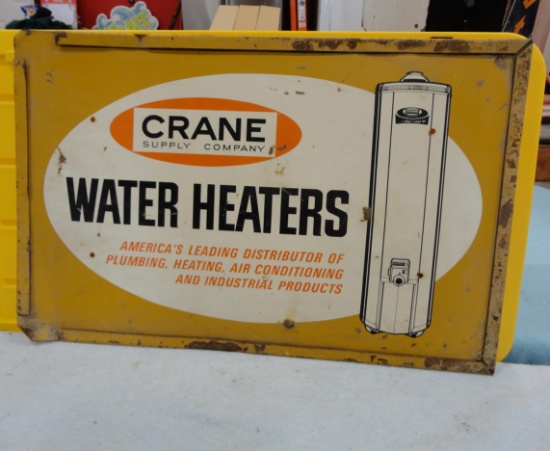 CRANE
SUPPLY COMPANY
WATER HEATERS
AMERICA'S LEADING DISTRIBUTOR OF
PLUMBING, HEATING, AIR CONDITIONING
AND INDUSTRIAL PRODUCTS